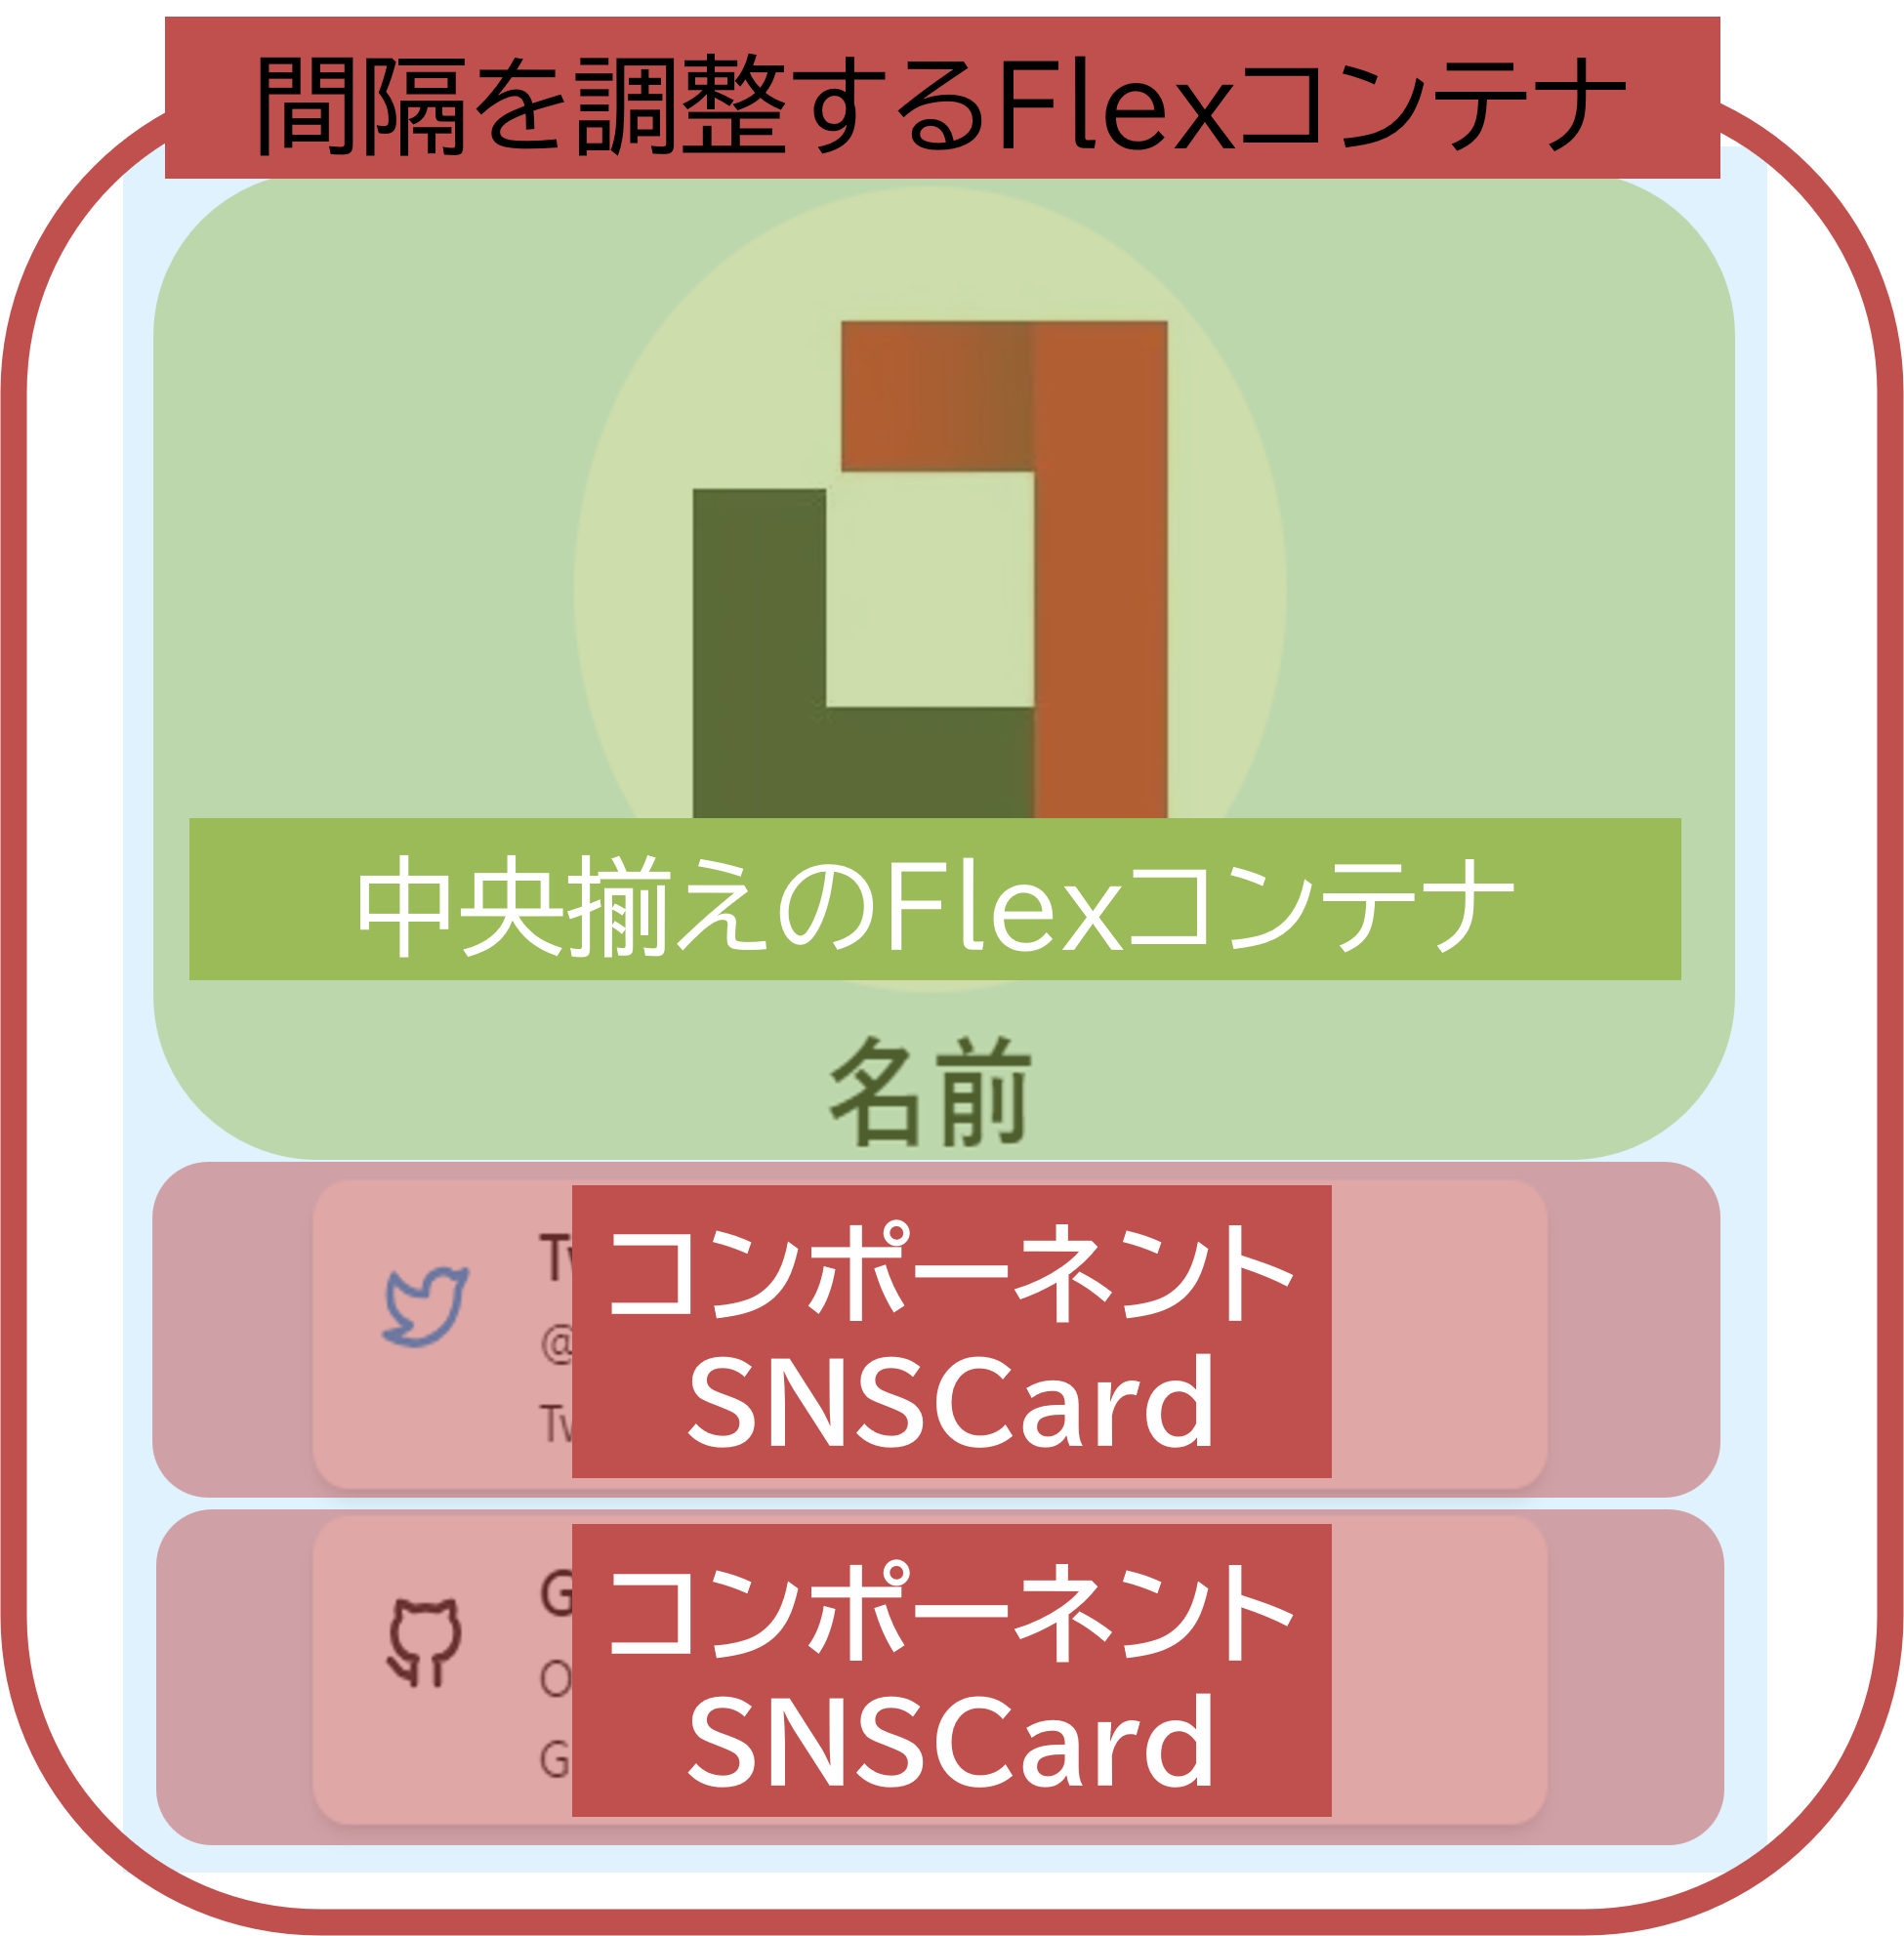 間隔を調整するFlexコンテナ
中央揃えのFlexコンテナ
名前
コンポーネント
SNSCard
コンポーネント
SNSCard